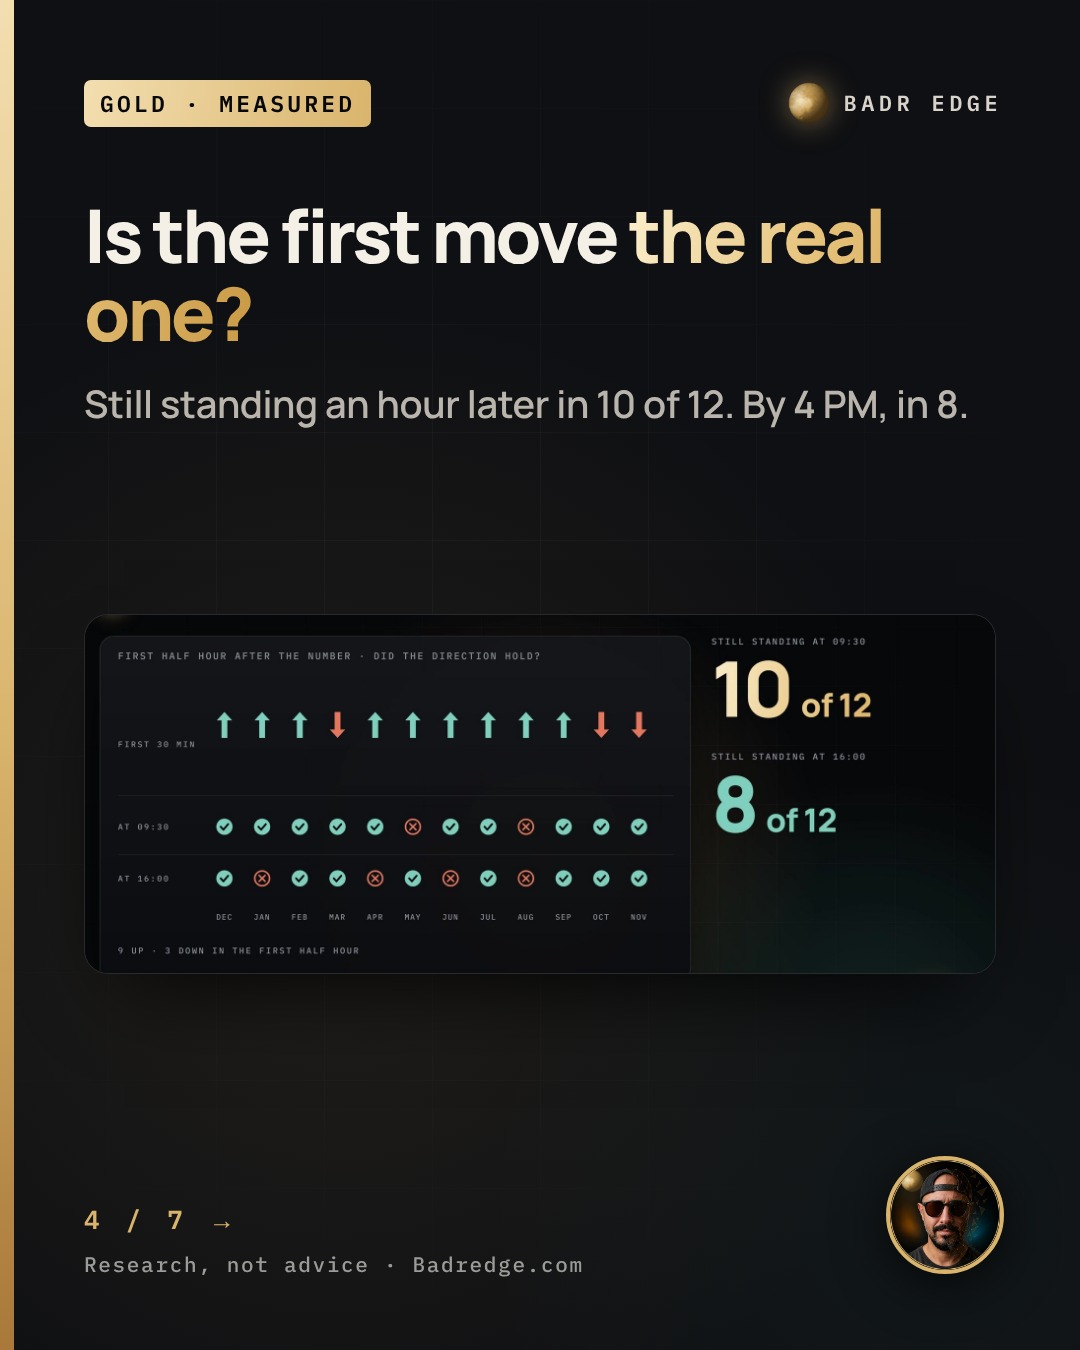 GOLD · MEASURED
BADR EDGE
Is the first move the real
one?
Still standing an hour later in 10 of 12. By 4 PM, in 8.
FIRST HALF HOUR AFTER THE NUMBER · DID THE DIRECTION HOLD?
FIRST 30 MIN
AT 09:30
AT 16:00
DEC JAN FEB MAR APR MAY JUN JUL AUG SEP OCT NOV
9 UP · 3 DOWN IN THE FIRST HALF HOUR
STILL STANDING AT 09:30
10 of 12
STILL STANDING AT 16:00
8 of 12
4 / 7 →
Research, not advice · Badredge.com